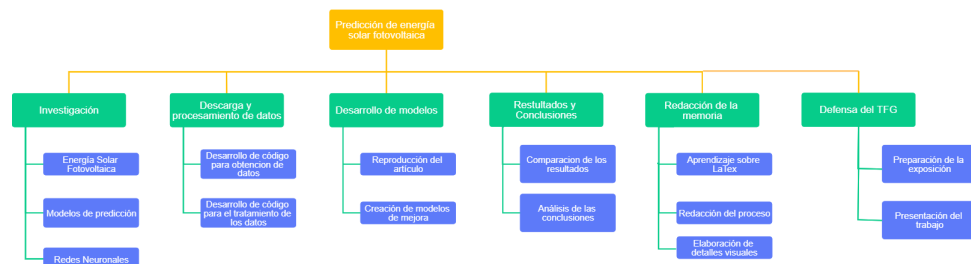 Predicción de energía
solar fotovoltaica
Investigación
Descarga y
procesamiento de datos
Desarrollo de modelos
Restultados y
Conclusiones
Redacción de la
memoria
Defensa del TFG
Energía Solar
Fotovoltaica
Modelos de predicción
Redes Neuronales
Desarrollo de código
para obtencion de
datos
Desarrollo de código
para el tratamiento de
los datos
Reproducción del
artículo
Creación de modelos
de mejora
Comparacion de los
resultados
Análisis de las
conclusiones
Aprendizaje sobre
LaTex
Redacción del proceso
Elaboración de
detalles visuales
Preparación de la
exposición
Presentación del
trabajo